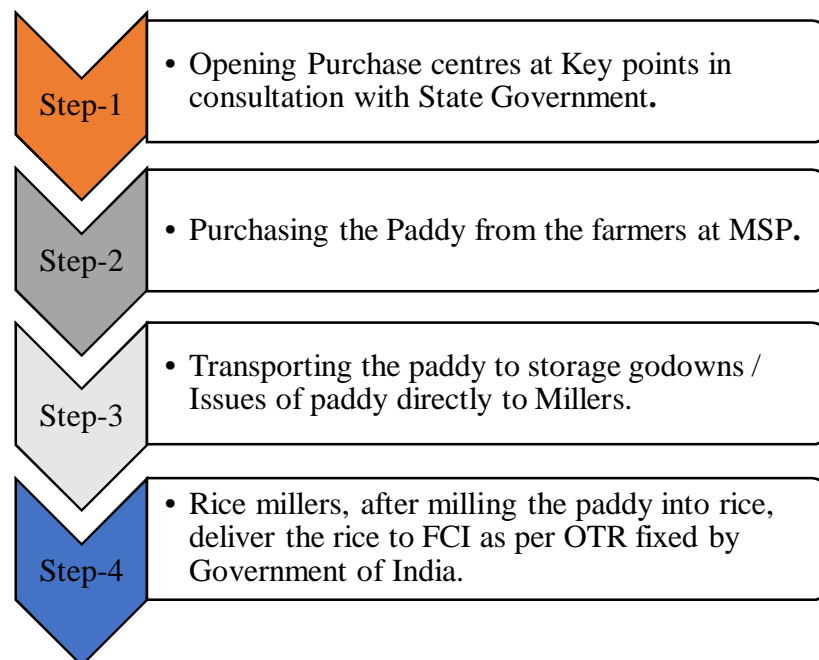 Step-1
• Opening Purchase centres at Key points in
consultation with State Government.
Step-2
• Purchasing the Paddy from the farmers at MSP.
Step-3
• Transporting the paddy to storage godowns /
Issues of paddy directly to Millers.
Step-4
• Rice millers, after milling the paddy into rice,
deliver the rice to FCI as per OTR fixed by
Government of India.